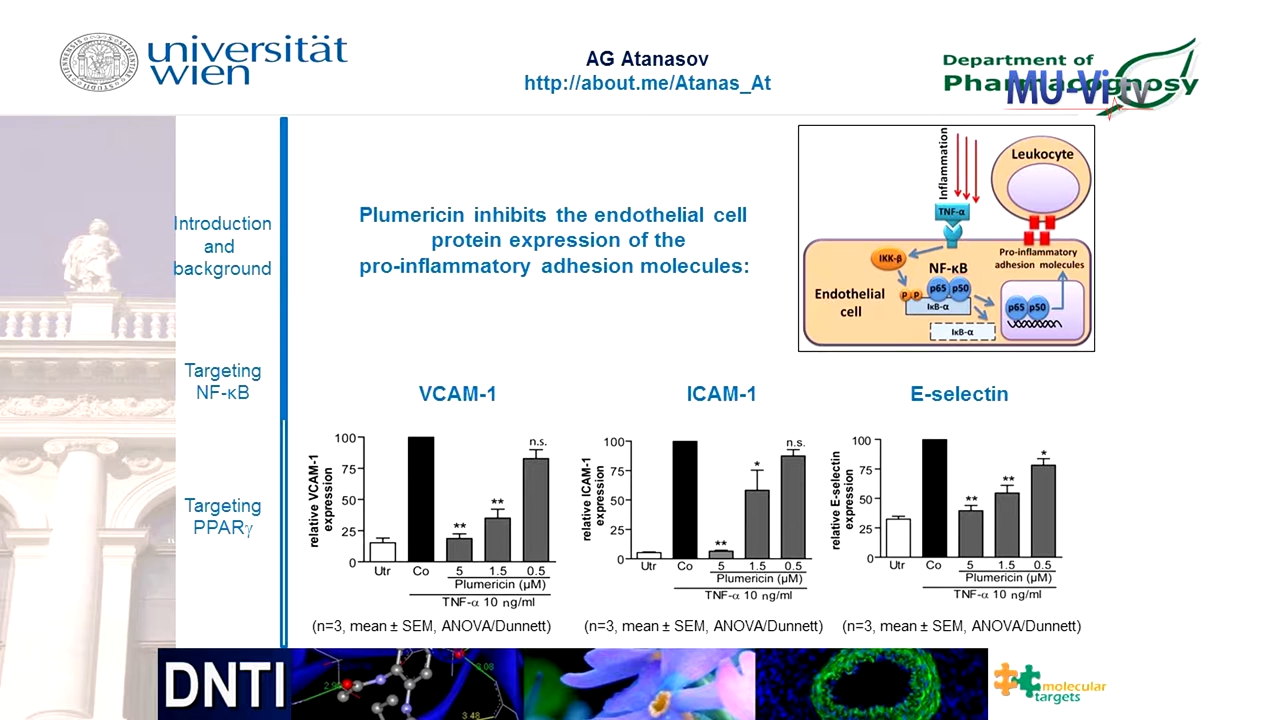 universität
wien
AG Atanasov
http://about.me/Atanas_At
Department of
Pharmacognosy
MU-Vi tv
Introduction
and
background
Targeting
NF-κB
Targeting
PPARγ
Plumericin inhibits the endothelial cell
protein expression of the
pro-inflammatory adhesion molecules:
Inflammation
Leukocyte
TNF-α
Pro-inflammatory
adhesion molecules
IKK-β
NF-κB
P P p65 p50
IκB-α
p65 p50
Endothelial
cell
IκB-α
VCAM-1
relative VCAM-1
expression
100
75
50
25
0
** ** n.s.
Utr Co 5 1.5 0.5
Plumericin (µM)
TNF-α 10 ng/ml
(n=3, mean ± SEM, ANOVA/Dunnett)
ICAM-1
relative ICAM-1
expression
100
75
50
25
0
** * n.s.
Utr Co 5 1.5 0.5
Plumericin (µM)
TNF-α 10 ng/ml
(n=3, mean ± SEM, ANOVA/Dunnett)
E-selectin
relative E-selectin
expression
100
75
50
25
0
** ** *
Utr Co 5 1.5 0.5
Plumericin (µM)
TNF-α 10 ng/ml
(n=3, mean ± SEM, ANOVA/Dunnett)
DNTI
3.08
3.48
molecular
targets